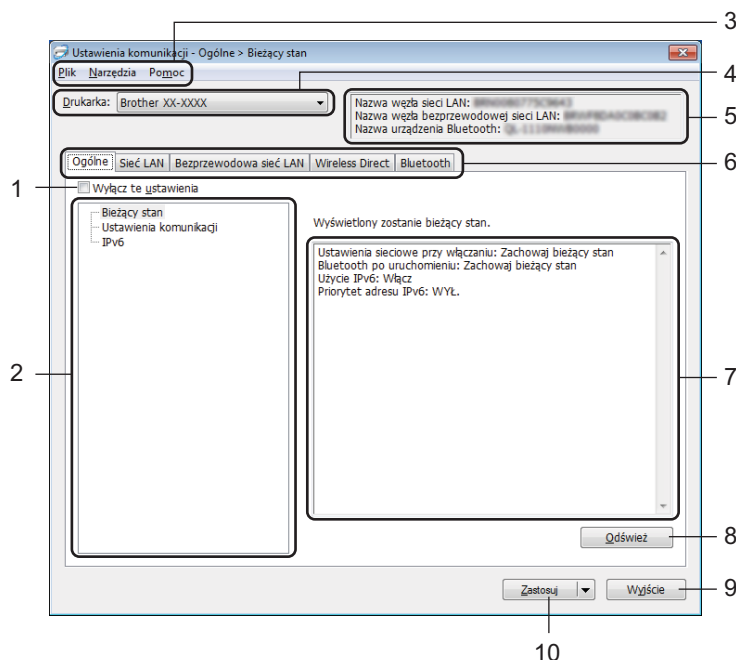 3
Ustawienia komunikacji - Ogólne > Bieżący stan
Plik Narzędzia Pomoc
4
Drukarka: Brother XX-XXXX
Nazwa węzła sieci LAN:
Nazwa węzła bezprzewodowej sieci LAN:
Nazwa urządzenia Bluetooth:
5
Ogólne Sieć LAN Bezprzewodowa sieć LAN Wireless Direct Bluetooth
6
1
Wyłącz te ustawienia
Bieżący stan
Ustawienia komunikacji
IPv6
2
Wyświetlony zostanie bieżący stan.
Ustawienia sieciowe przy włączaniu: Zachowaj bieżący stan
Bluetooth po uruchomieniu: Zachowaj bieżący stan
Użycie IPv6: Włącz
Priorytet adresu IPv6: WYŁ.
7
Odśwież
8
Zastosuj
Wyjście
9
10